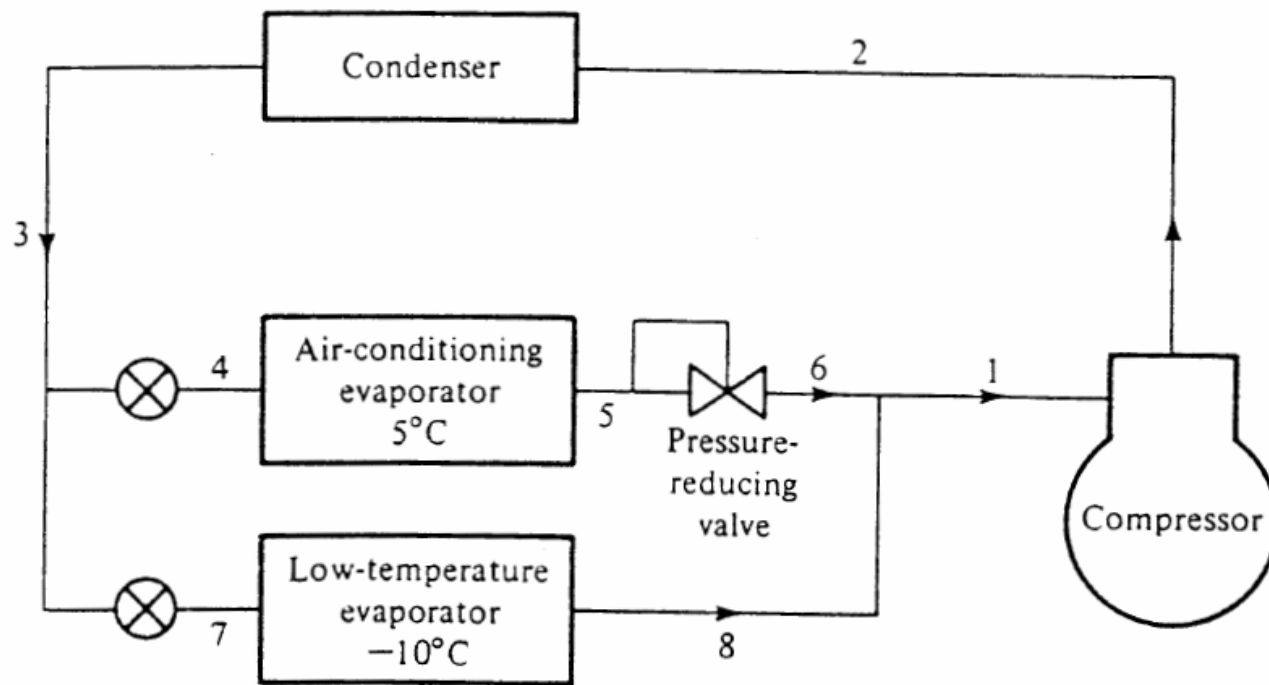 Condenser
2
3
4
Air-conditioning
evaporator
5°C
5
6
1
Pressure-
reducing
valve
Compressor
7
Low-temperature
evaporator
−10°C
8